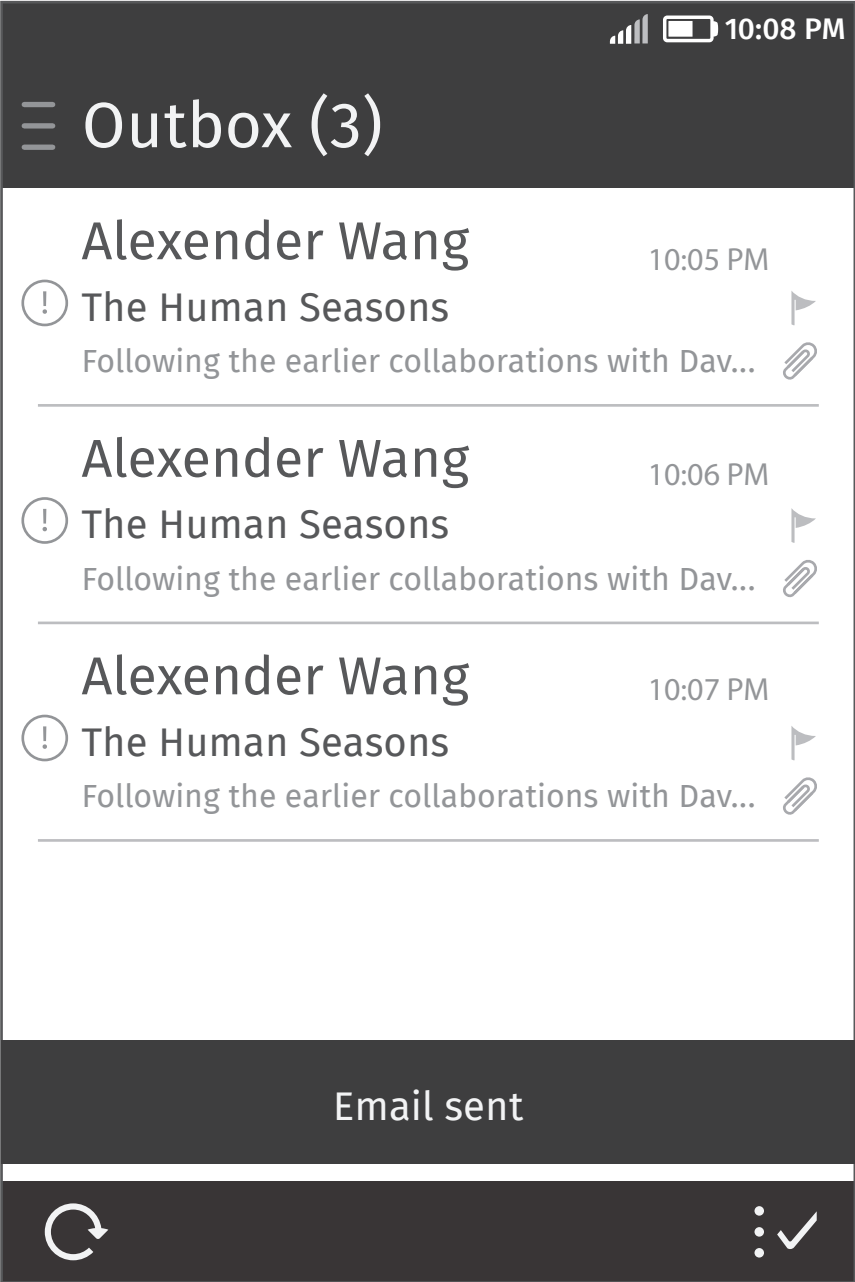 10:08 PM
Outbox (3)
Alexender Wang
10:05 PM
The Human Seasons
Following the earlier collaborations with Dav...
Alexender Wang
10:06 PM
The Human Seasons
Following the earlier collaborations with Dav...
Alexender Wang
10:07 PM
The Human Seasons
Following the earlier collaborations with Dav...
Email sent